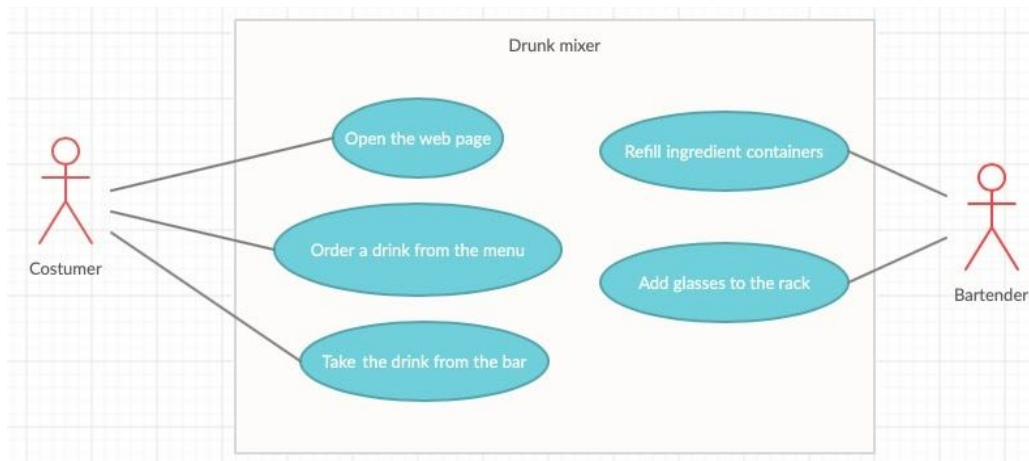 Drunk mixer
Open the web page
Refill ingredient containers
Order a drink from the menu
Costumer
Add glasses to the rack
Bartender
Take the drink from the bar